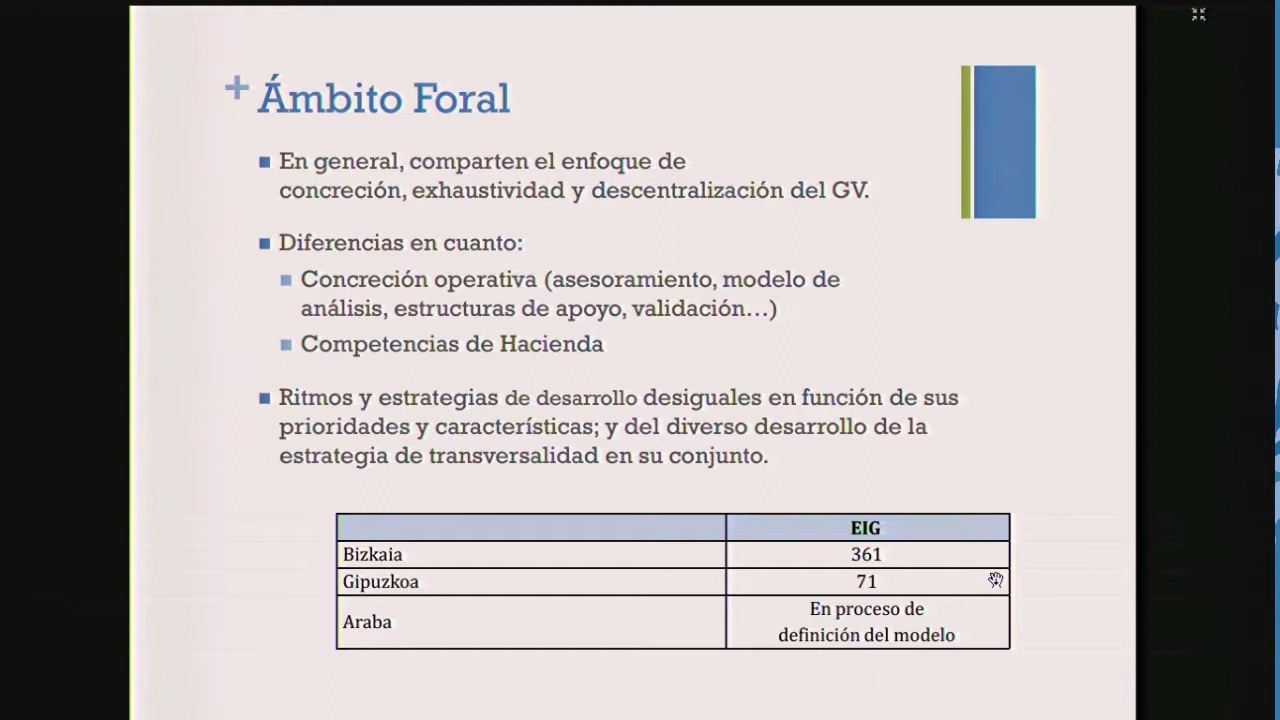 + Ámbito Foral
En general, comparten el enfoque de
concreción, exhaustividad y descentralización del GV.
Diferencias en cuanto:
Concreción operativa (asesoramiento, modelo de
análisis, estructuras de apoyo, validación...)
Competencias de Hacienda
Ritmos y estrategias de desarrollo desiguales en función de sus
prioridades y características; y del diverso desarrollo de la
estrategia de transversalidad en su conjunto.
EIG
Bizkaia 361
Gipuzkoa 71
Araba En proceso de
definición del modelo